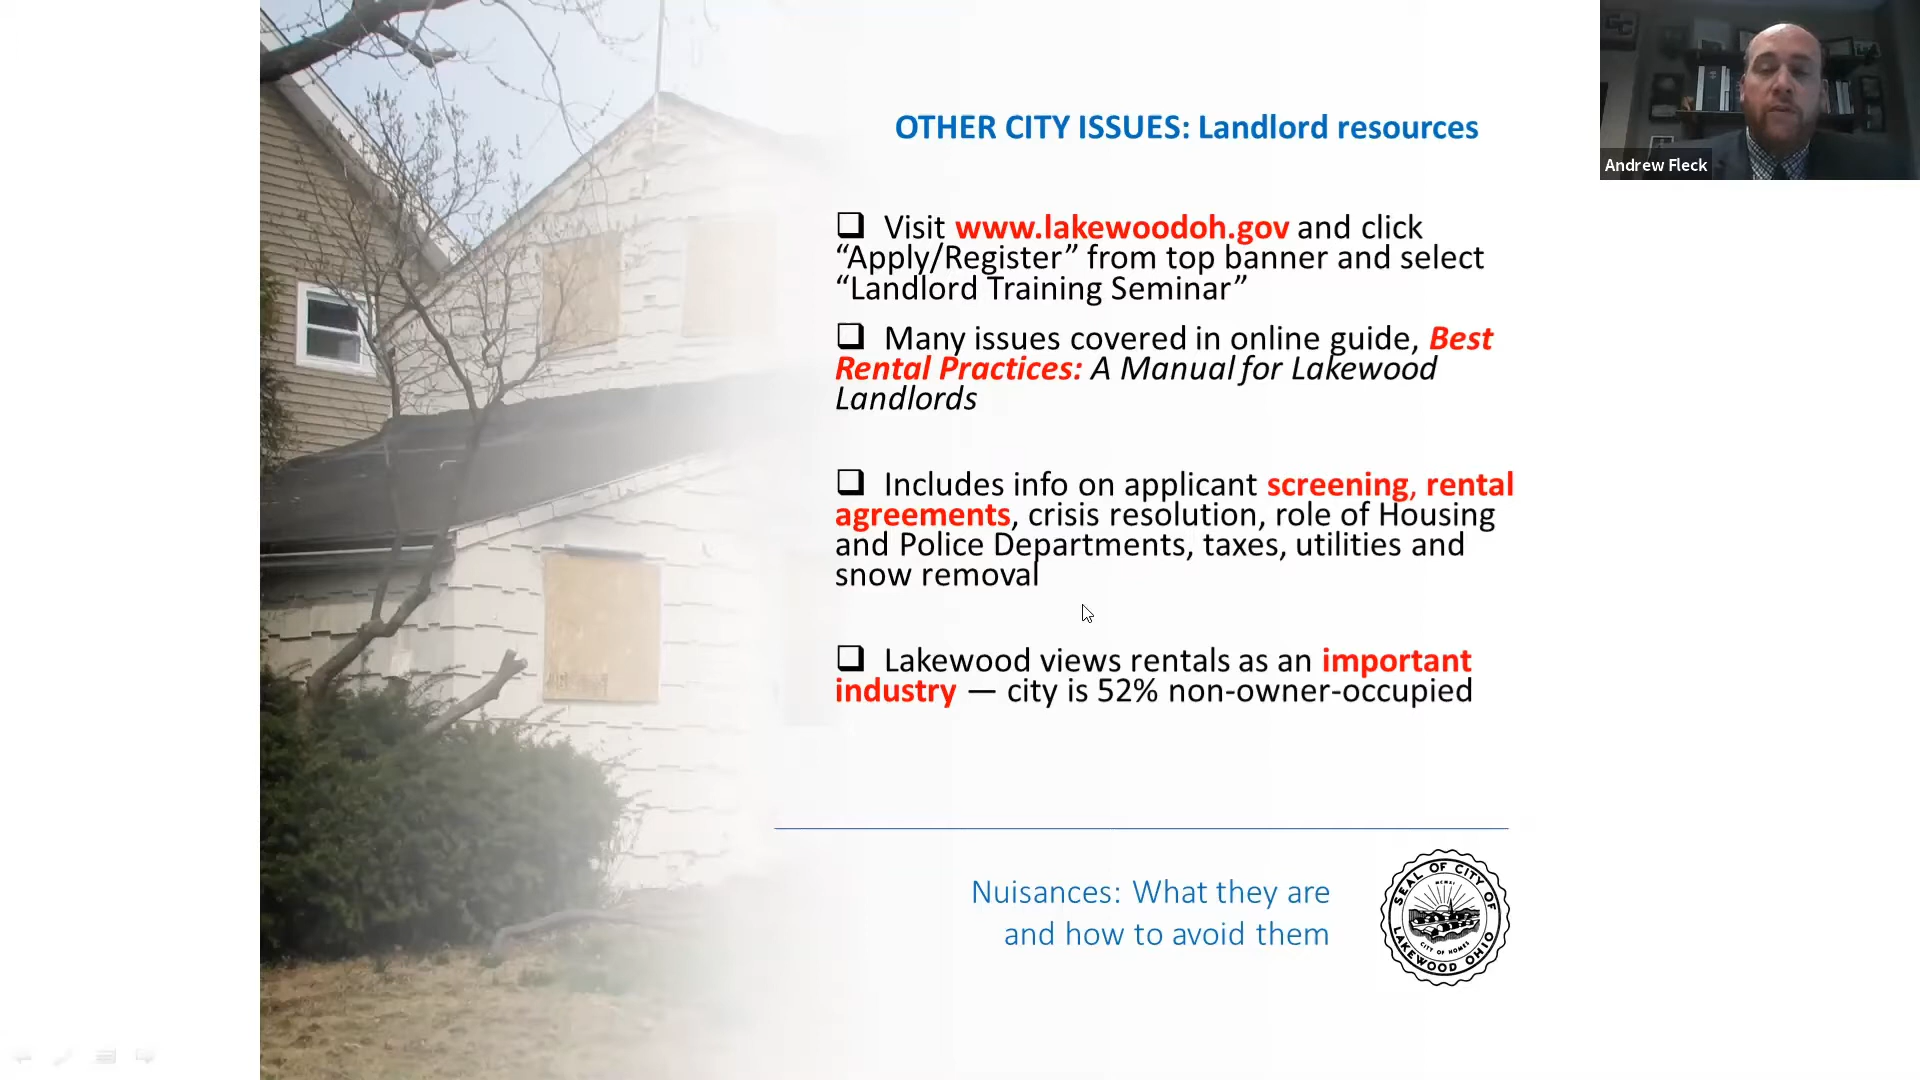 OTHER CITY ISSUES: Landlord resources
Andrew Fleck
❑ Visit www.lakewoodoh.gov and click
“Apply/Register” from top banner and select
“Landlord Training Seminar”
❑ Many issues covered in online guide, Best
Rental Practices: A Manual for Lakewood
Landlords
❑ Includes info on applicant screening, rental
agreements, crisis resolution, role of Housing
and Police Departments, taxes, utilities and
snow removal
❑ Lakewood views rentals as an important
industry — city is 52% non-owner-occupied
Nuisances: What they are
and how to avoid them
SEAL OF CITY OF
LAKEWOOD OHIO
MCMXI
CITY OF HOMES